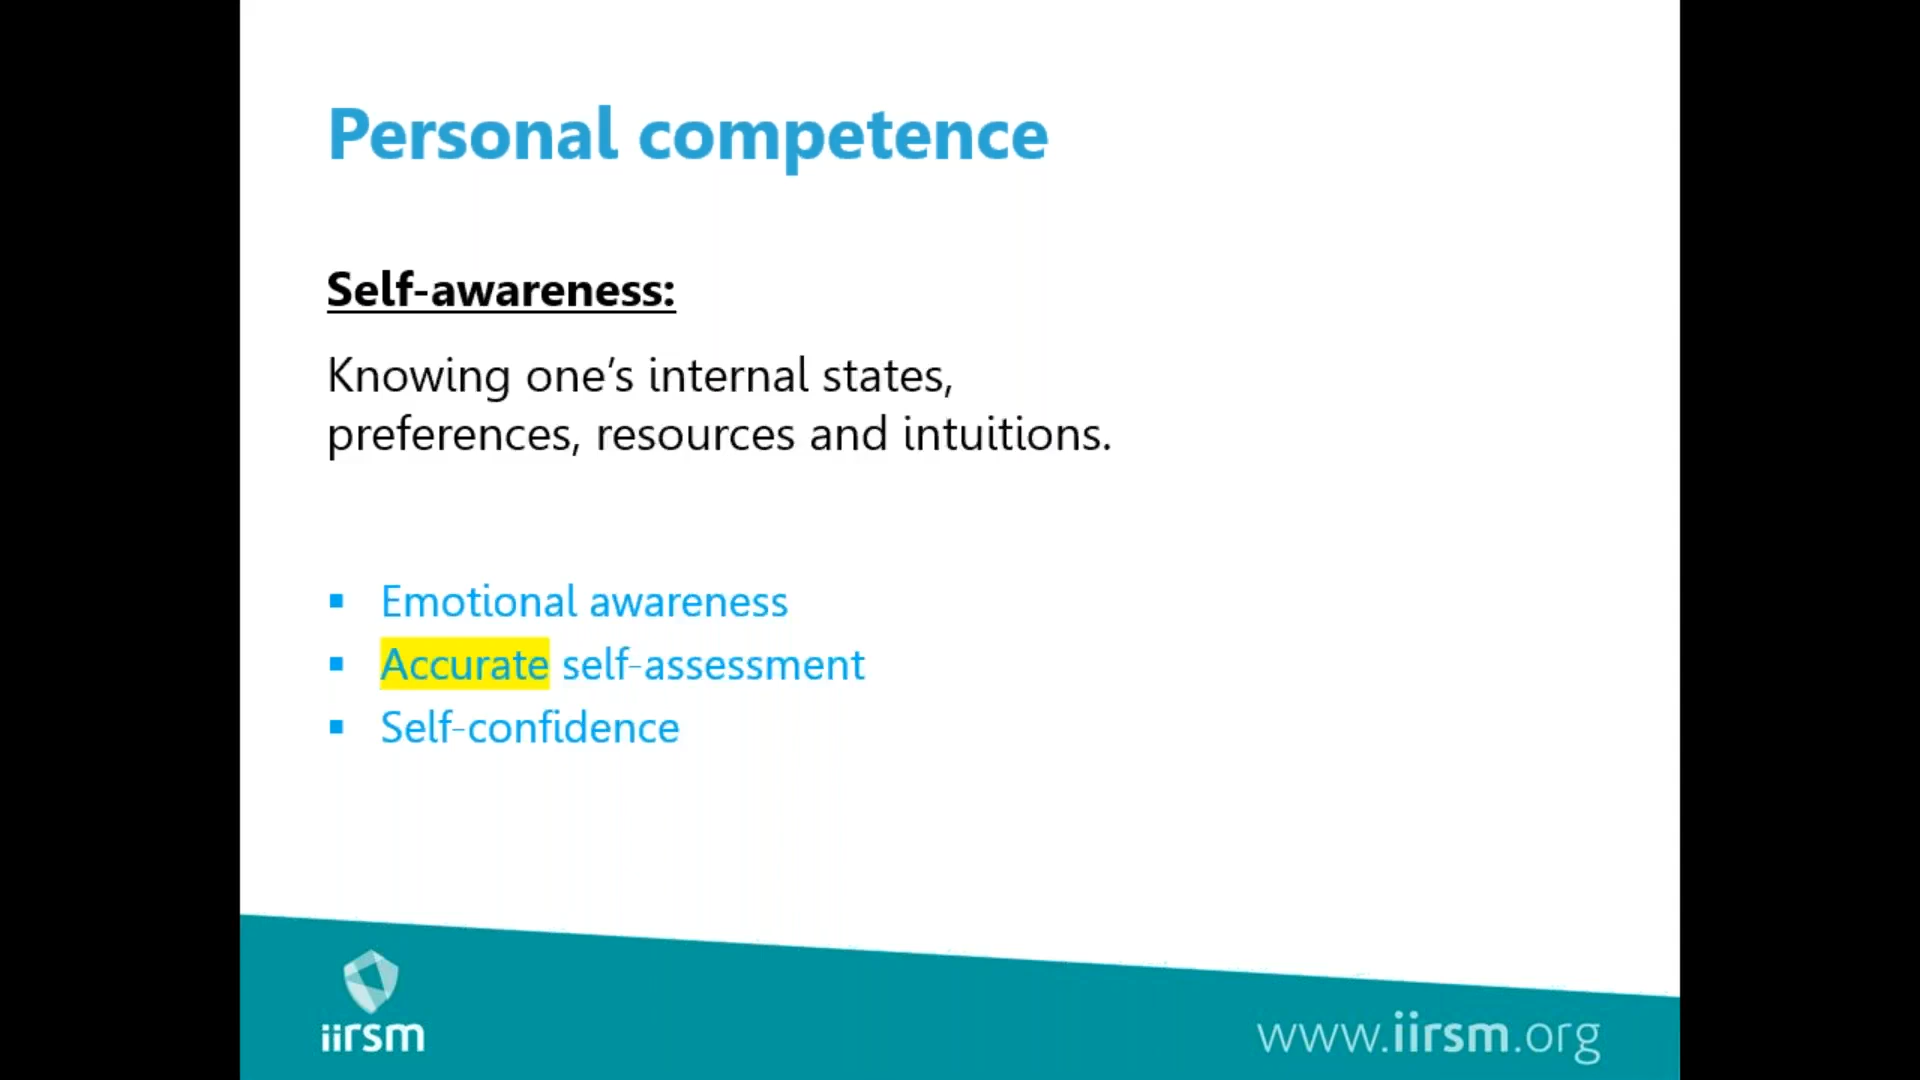 Personal competence
Self-awareness:
Knowing one’s internal states,
preferences, resources and intuitions.
▪ Emotional awareness
▪ Accurate self-assessment
▪ Self-confidence
iirsm
www.iirsm.org